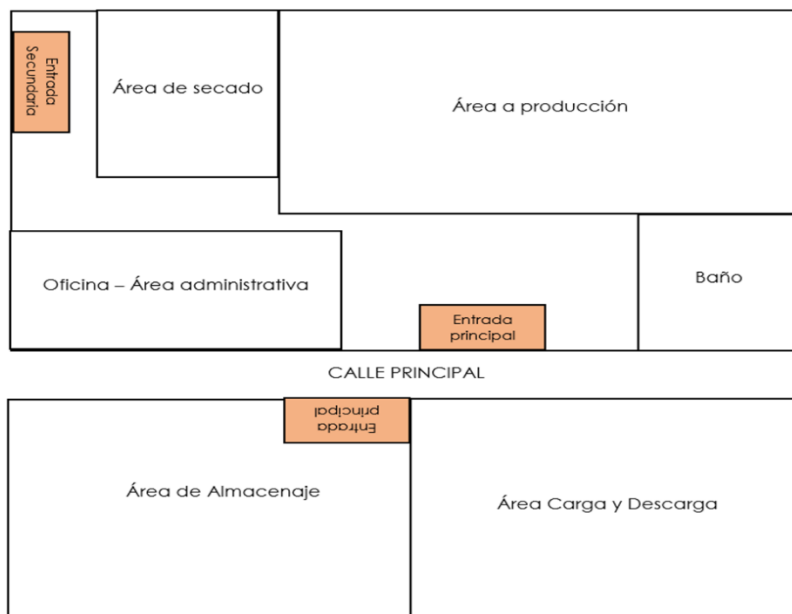 Entrada
Secundaria
Área de secado
Área a producción
Oficina – Área administrativa
Baño
Entrada
principal
CALLE PRINCIPAL
Entrada
principal
Área de Almacenaje
Área Carga y Descarga